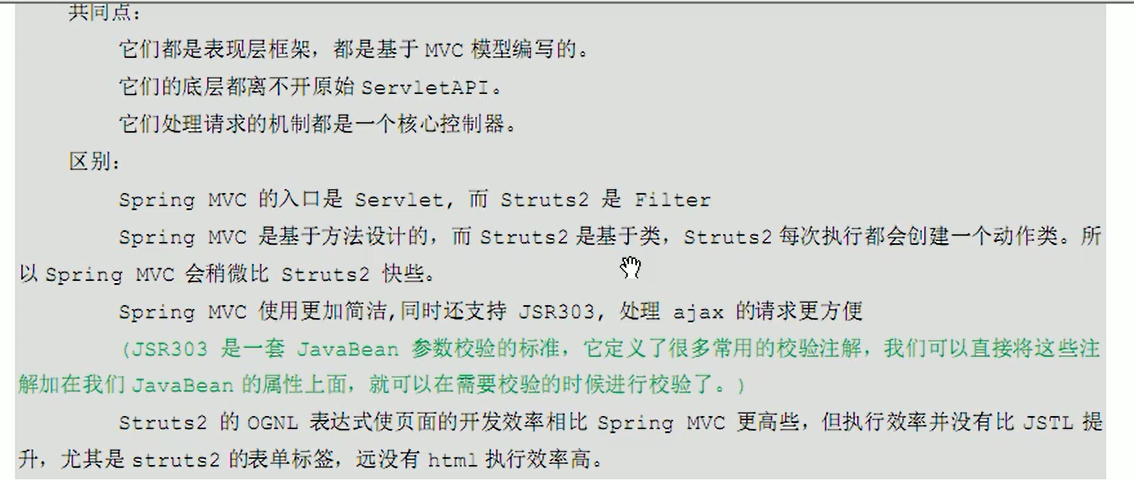 共同点:
它们都是表现层框架，都是基于 MVC 模型编写的。
它们的底层都离不开原始 ServletAPI。
它们处理请求的机制都是一个核心控制器。
区别:
Spring MVC 的入口是 Servlet, 而 Struts2 是 Filter
Spring MVC 是基于方法设计的，而 Struts2 是基于类，Struts2 每次执行都会创建一个动作类。所
以 Spring MVC 会稍微比 Struts2 快些。
Spring MVC 使用更加简洁,同时还支持 JSR303, 处理 ajax 的请求更方便
(JSR303 是一套 JavaBean 参数校验的标准，它定义了很多常用的校验注解，我们可以直接将这些注
解加在我们 JavaBean 的属性上面，就可以在需要校验的时候进行校验了。)
Struts2 的 OGNL 表达式使页面的开发效率相比 Spring MVC 更高些，但执行效率并没有比 JSTL 提
升，尤其是 struts2 的表单标签，远没有 html 执行效率高。